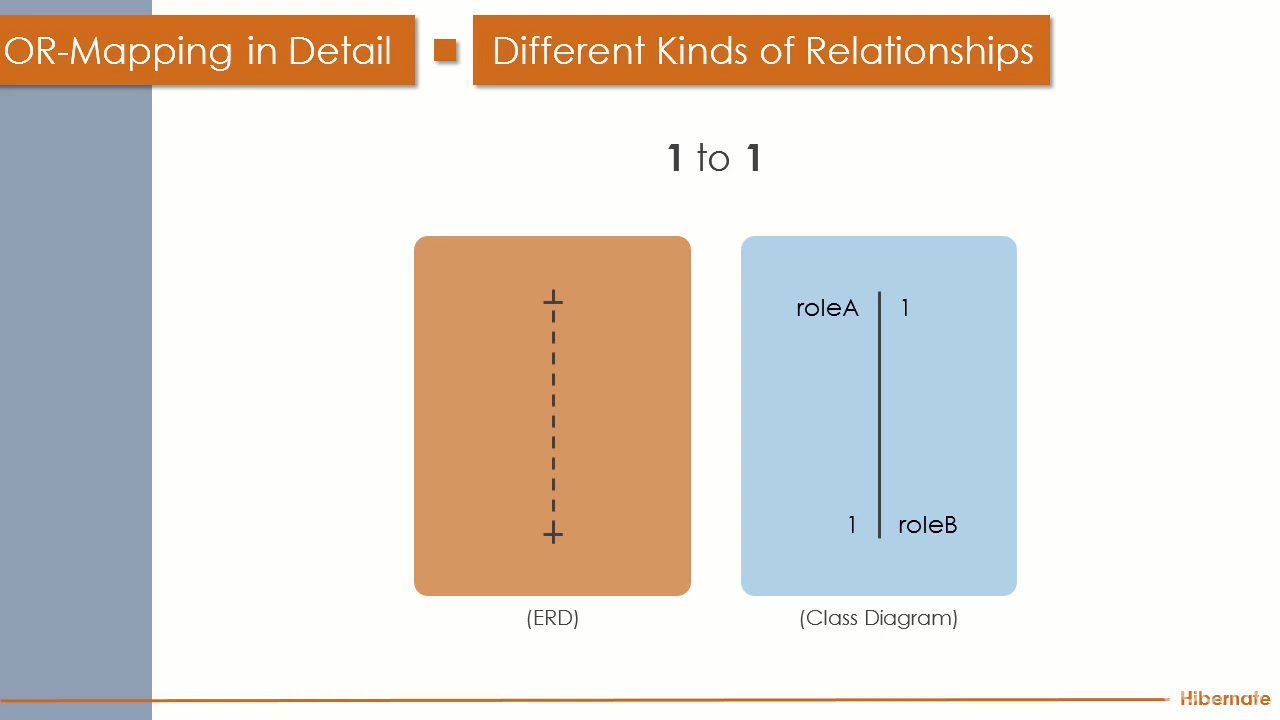 OR-Mapping in Detail
Different Kinds of Relationships
1 to 1
roleA 1
1 roleB
(ERD)
(Class Diagram)
Hibernate